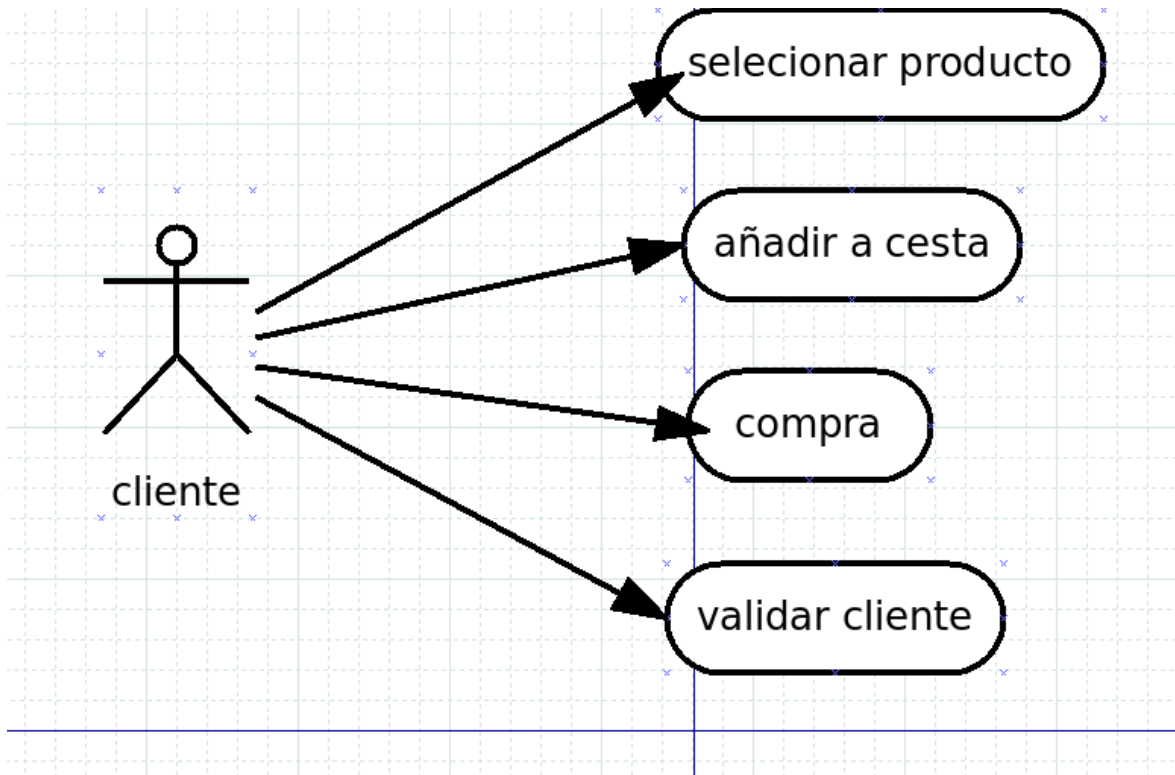 selecionar producto
añadir a cesta
compra
cliente
validar cliente